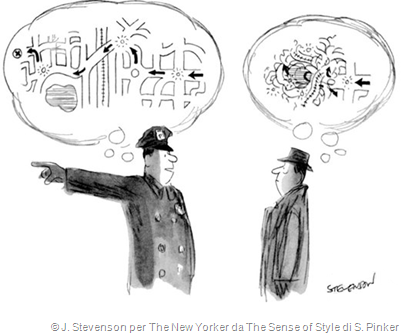 STEVENSON
© J. Stevenson per The New Yorker da The Sense of Style di S. Pinker